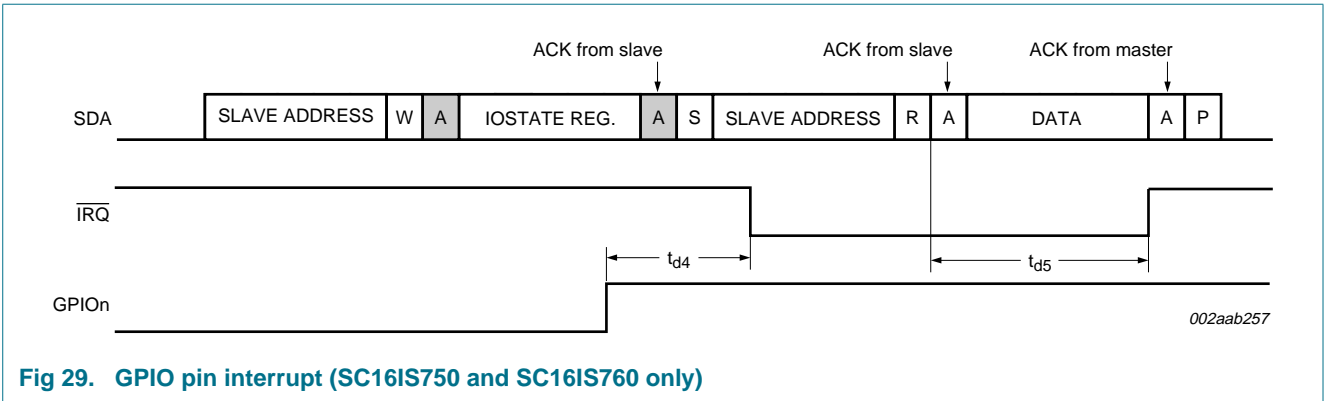 ACK from slave ACK from slave ACK from master
SDA SLAVE ADDRESS W A IOSTATE REG. A S SLAVE ADDRESS R A DATA A P
IRQ
td4 td5
GPIOn
002aab257
Fig 29. GPIO pin interrupt (SC16IS750 and SC16IS760 only)